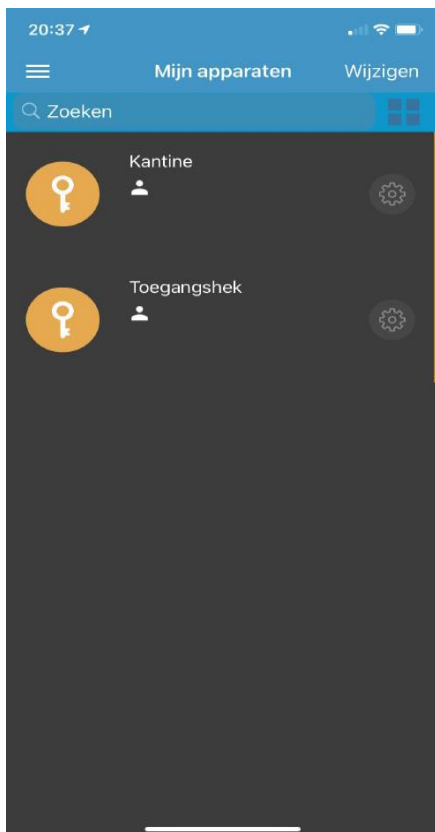 20:37
Mijn apparaten
Wijzigen
Zoeken
Kantine
Toegangshek